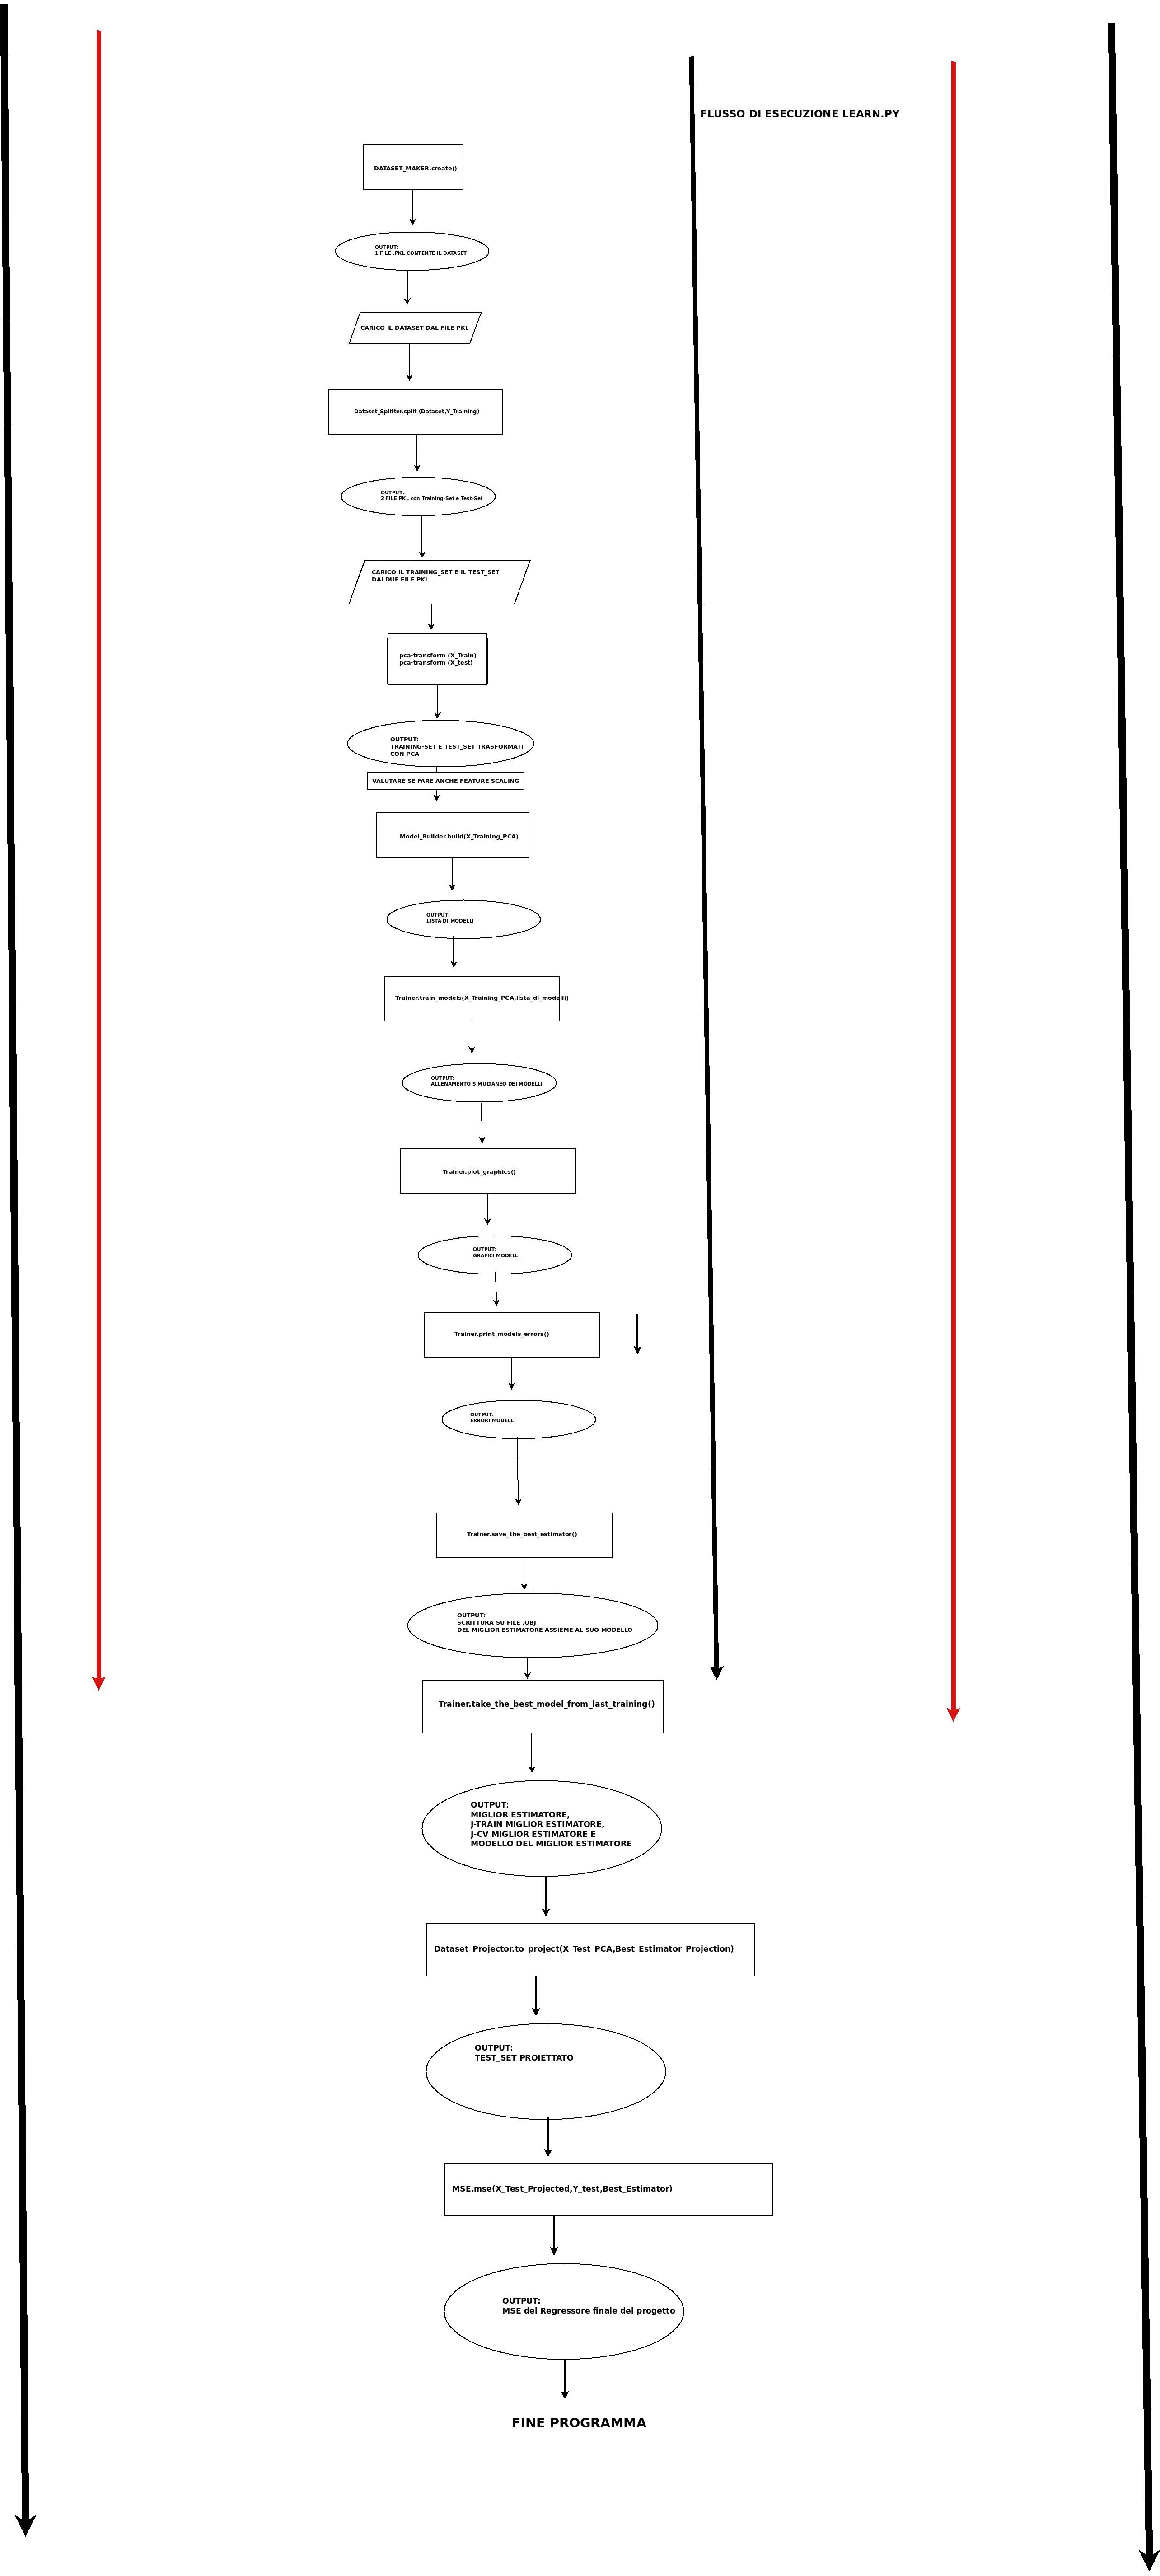 FLUSSO DI ESECUZIONE LEARN.PY
DATASET_MAKER.create()
OUTPUT:
1 FILE .PKL CONTENTE IL DATASET
CARICO IL DATASET DAL FILE PKL
Dataset_Splitter.split (Dataset,Y_Training)
OUTPUT:
2 FILE PKL con Training-Set e Test-Set
CARICO IL TRAINING_SET E IL TEST_SET
DAI DUE FILE PKL
pca-transform (X_Train)
pca-transform (X_test)
OUTPUT:
TRAINING-SET E TEST_SET TRASFORMATI
CON PCA
VALUTARE SE FARE ANCHE FEATURE SCALING
Model_Builder.build(X_Training_PCA)
OUTPUT:
LISTA DI MODELLI
Trainer.train_models(X_Training_PCA,lista_di_modelli)
OUTPUT:
ALLENAMENTO SIMULTANEO DEI MODELLI
Trainer.plot_graphics()
OUTPUT:
GRAFICI MODELLI
Trainer.print_models_errors()
OUTPUT:
ERRORI MODELLI
Trainer.save_the_best_estimator()
OUTPUT:
SCRITTURA SU FILE .OBJ
DEL MIGLIOR ESTIMATORE ASSIEME AL SUO MODELLO
Trainer.take_the_best_model_from_last_training()
OUTPUT:
MIGLIOR ESTIMATORE,
J-TRAIN MIGLIOR ESTIMATORE,
J-CV MIGLIOR ESTIMATORE E
MODELLO DEL MIGLIOR ESTIMATORE
Dataset_Projector.to_project(X_Test_PCA,Best_Estimator_Projection)
OUTPUT:
TEST_SET PROIETTATO
MSE.mse(X_Test_Projected,Y_test,Best_Estimator)
OUTPUT:
MSE del Regressore finale del progetto
FINE PROGRAMMA